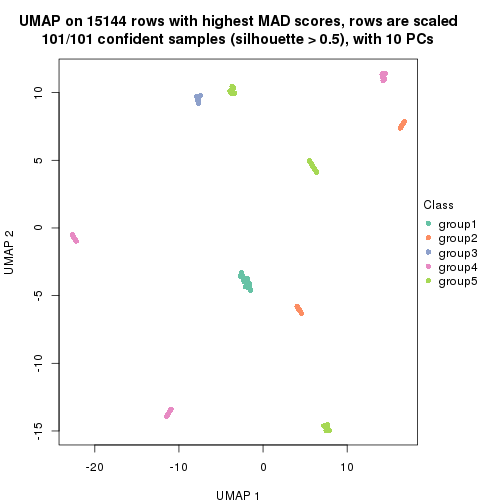 UMAP on 15144 rows with highest MAD scores, rows are scaled
101/101 confident samples (silhouette > 0.5), with 10 PCs
Class
group1
group2
group3
group4
group5
UMAP 2
10
5
0
-5
-10
-15
-20
-10
0
10
UMAP 1